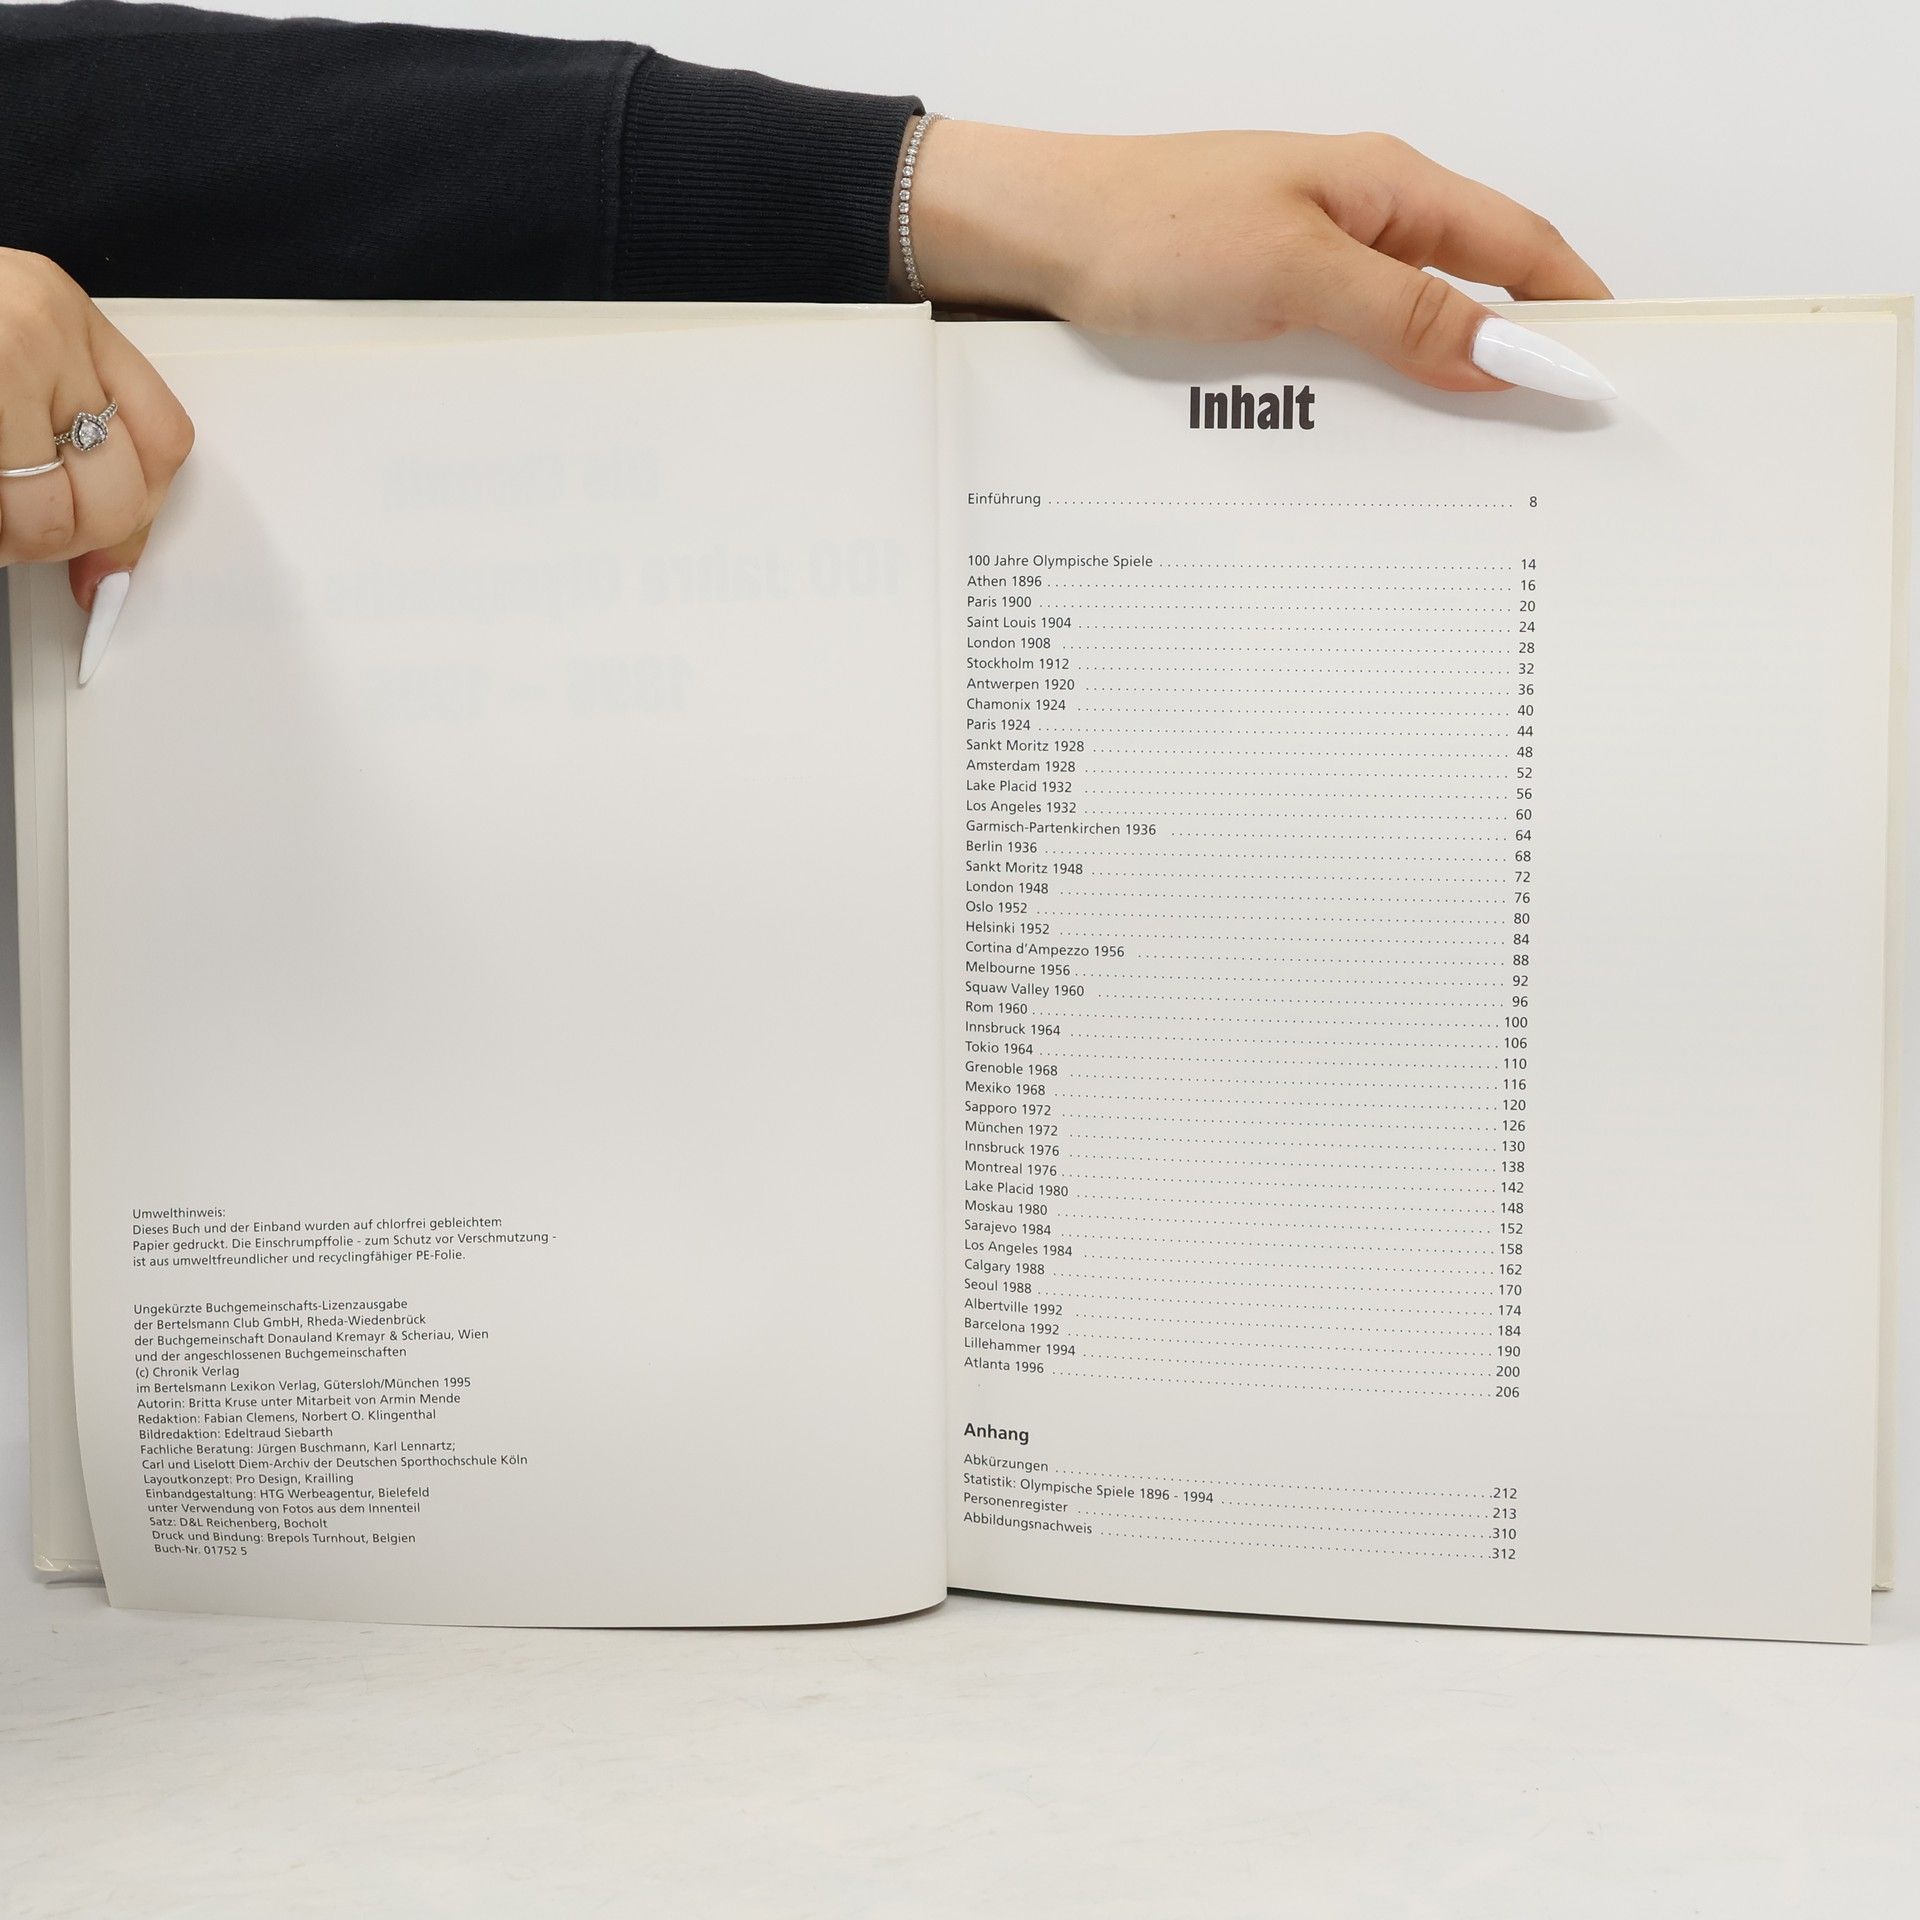 Umwelthinweis:
Dieses Buch und der Einband wurden auf chlorfrei gebleichtem
Papier gedruckt. Die Einschrumpffolie - zum Schutz vor Verschmutzung -
ist aus umweltfreundlicher und recyclingfähiger PE-Folie.
Ungekürzte Buchgemeinschafts-Lizenzausgabe
der Bertelsmann Club GmbH, Rheda-Wiedenbrück
der Buchgemeinschaft Donauland Kremayr & Scheriau, Wien
und der angeschlossenen Buchgemeinschaften
(c) Chronik Verlag
im Bertelsmann Lexikon Verlag, Gütersloh/München 1995
Autorin: Britta Kruse unter Mitarbeit von Armin Mende
Redaktion: Fabian Clemens, Norbert O. Klingenthal
Bildredaktion: Edeltraud Siebarth
Fachliche Beratung: Jürgen Buschmann, Karl Lennartz;
Carl und Liselott Diem-Archiv der Deutschen Sporthochschule Köln
Layoutkonzept: Pro Design, Krailling
Einbandgestaltung: HTG Werbeagentur, Bielefeld
unter Verwendung von Fotos aus dem Innenteil
Satz: D&L Reichenberg, Bocholt
Druck und Bindung: Brepols Turnhout, Belgien
Buch-Nr. 01752 5
Inhalt
Einführung 8
100 Jahre Olympische Spiele 14
Athen 1896 16
Paris 1900 20
Saint Louis 1904 24
London 1908 28
Stockholm 1912 32
Antwerpen 1920 36
Chamonix 1924 40
Paris 1924 44
Sankt Moritz 1928 48
Amsterdam 1928 52
Lake Placid 1932 56
Los Angeles 1932 60
Garmisch-Partenkirchen 1936 64
Berlin 1936 68
Sankt Moritz 1948 72
London 1948 76
Oslo 1952 80
Helsinki 1952 84
Cortina d'Ampezzo 1956 88
Melbourne 1956 92
Squaw Valley 1960 96
Rom 1960 100
Innsbruck 1964 106
Tokio 1964 110
Grenoble 1968 116
Mexiko 1968 120
Sapporo 1972 126
München 1972 130
Innsbruck 1976 138
Montreal 1976 142
Lake Placid 1980 148
Moskau 1980 152
Sarajevo 1984 158
Los Angeles 1984 162
Calgary 1988 170
Seoul 1988 174
Albertville 1992 184
Barcelona 1992 190
Lillehammer 1994 200
Atlanta 1996 206
Anhang
Abkürzungen 212
Statistik: Olympische Spiele 1896 - 1994 213
Personenregister 310
Abbildungsnachweis 312